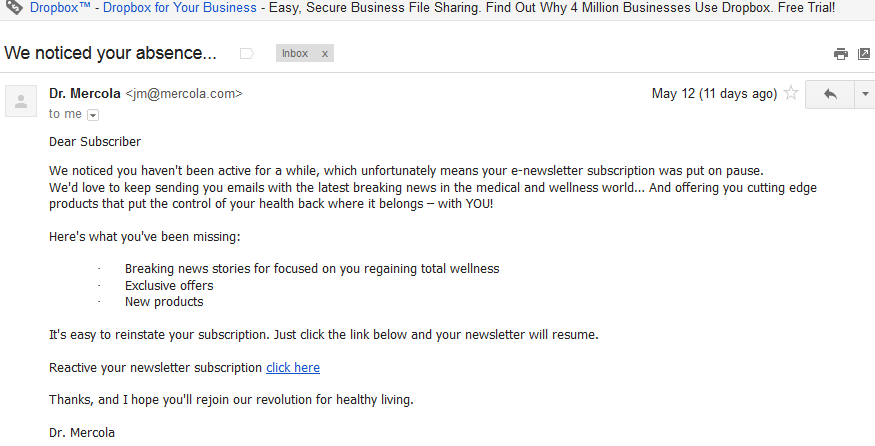 Dropbox™ - Dropbox for Your Business - Easy, Secure Business File Sharing. Find Out Why 4 Million Businesses Use Dropbox. Free Trial!
We noticed your absence...
Inbox x
Dr. Mercola <jm@mercola.com>
May 12 (11 days ago)
to me
Dear Subscriber
We noticed you haven't been active for a while, which unfortunately means your e-newsletter subscription was put on pause.
We'd love to keep sending you emails with the latest breaking news in the medical and wellness world... And offering you cutting edge
products that put the control of your health back where it belongs – with YOU!
Here's what you've been missing:
· Breaking news stories for focused on you regaining total wellness
· Exclusive offers
· New products
It's easy to reinstate your subscription. Just click the link below and your newsletter will resume.
Reactive your newsletter subscription click here
Thanks, and I hope you'll rejoin our revolution for healthy living.
Dr. Mercola